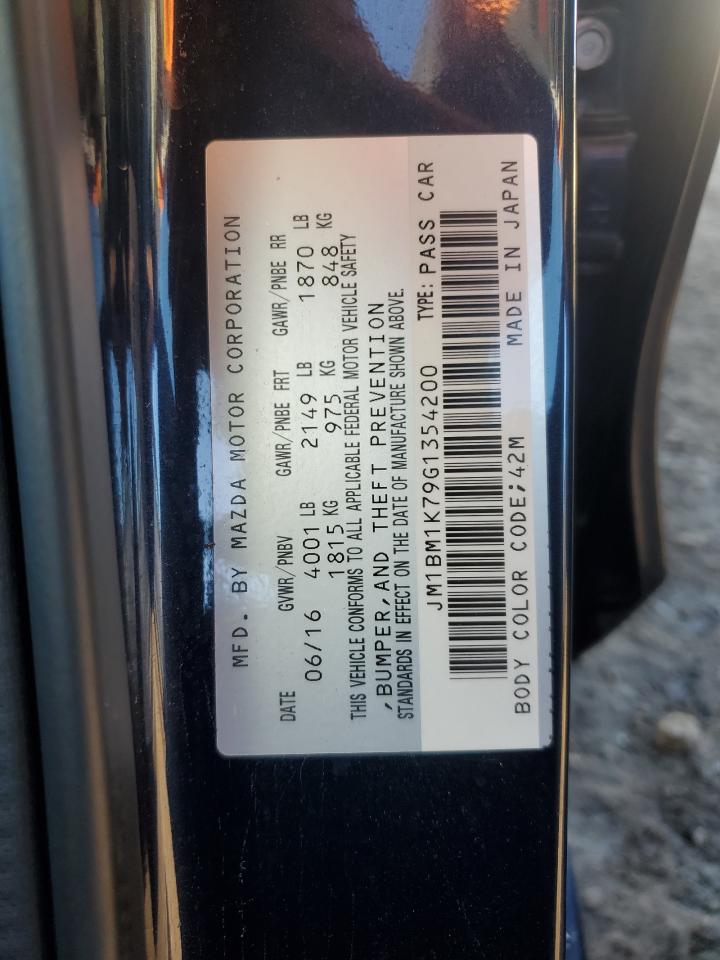 MFD. BY MAZDA MOTOR CORPORATION
DATE GVWR/PNBV GAWR/PNBE FRT GAWR/PNBE RR
06/16 4001 LB 2149 LB 1870 LB
1815 KG 975 KG 848 KG
THIS VEHICLE CONFORMS TO ALL APPLICABLE FEDERAL MOTOR VEHICLE SAFETY
,BUMPER,AND THEFT PREVENTION
STANDARDS IN EFFECT ON THE DATE OF MANUFACTURE SHOWN ABOVE.
JM1BM1K79G1354200 TYPE: PASS CAR
BODY COLOR CODE;42M MADE IN JAPAN